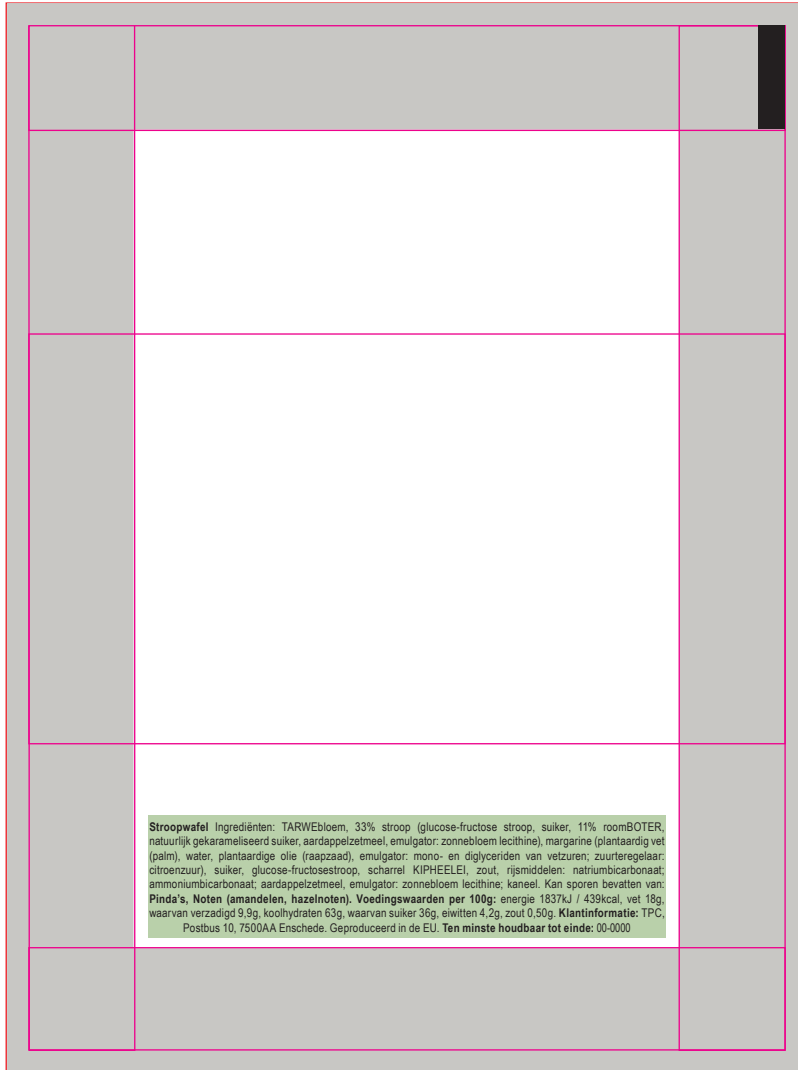 Stroopwafel Ingrediënten: TARWEbloem, 33% stroop (glucose-fructose stroop, suiker, 11% roomBOTER,
natuurlijk gekarameliseerd suiker, aardappelzetmeel, emulgator: zonnebloem lecithine), margarine (plantaardig vet
(palm), water, plantaardige olie (raapzaad), emulgator: mono- en diglyceriden van vetzuren; zuurteregelaar:
citroenzuur), suiker, glucose-fructosestroop, scharrel KIPHEELEI, zout, rijsmiddelen: natriumbicarbonaat;
ammoniumbicarbonaat; aardappelzetmeel, emulgator: zonnebloem lecithine; kaneel. Kan sporen bevatten van:
Pinda's, Noten (amandelen, hazelnoten). Voedingswaarden per 100g: energie 1837kJ / 439kcal, vet 18g,
waarvan verzadigd 9,9g, koolhydraten 63g, waarvan suiker 36g, eiwitten 4,2g, zout 0,50g. Klantinformatie: TPC,
Postbus 10, 7500AA Enschede. Geproduceerd in de EU. Ten minste houdbaar tot einde: 00-0000